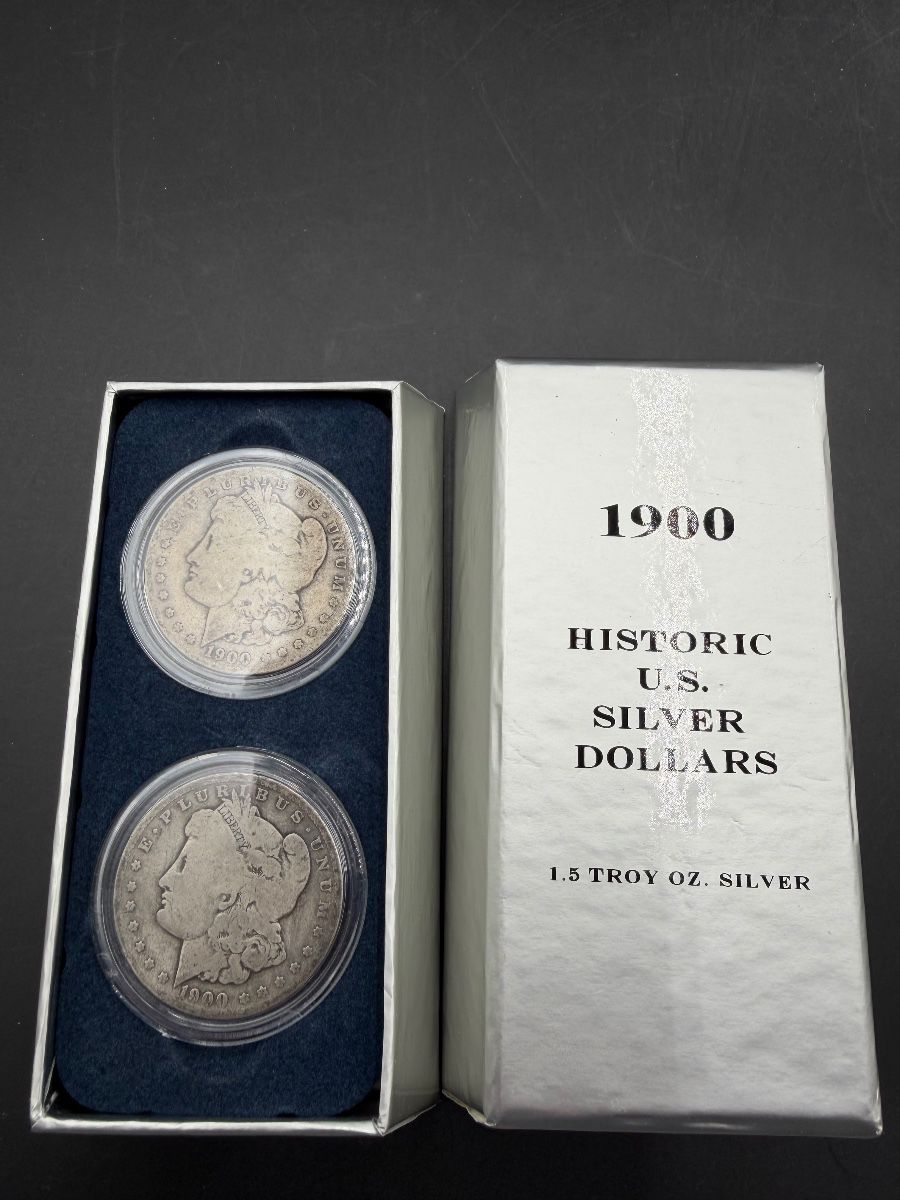 E·PLURIBUS·UNUM
LIBERTY
1900
E·PLURIBUS·UNUM
LIBERTY
1900
1900
HISTORIC
U.S.
SILVER
DOLLARS
1.5 TROY OZ. SILVER